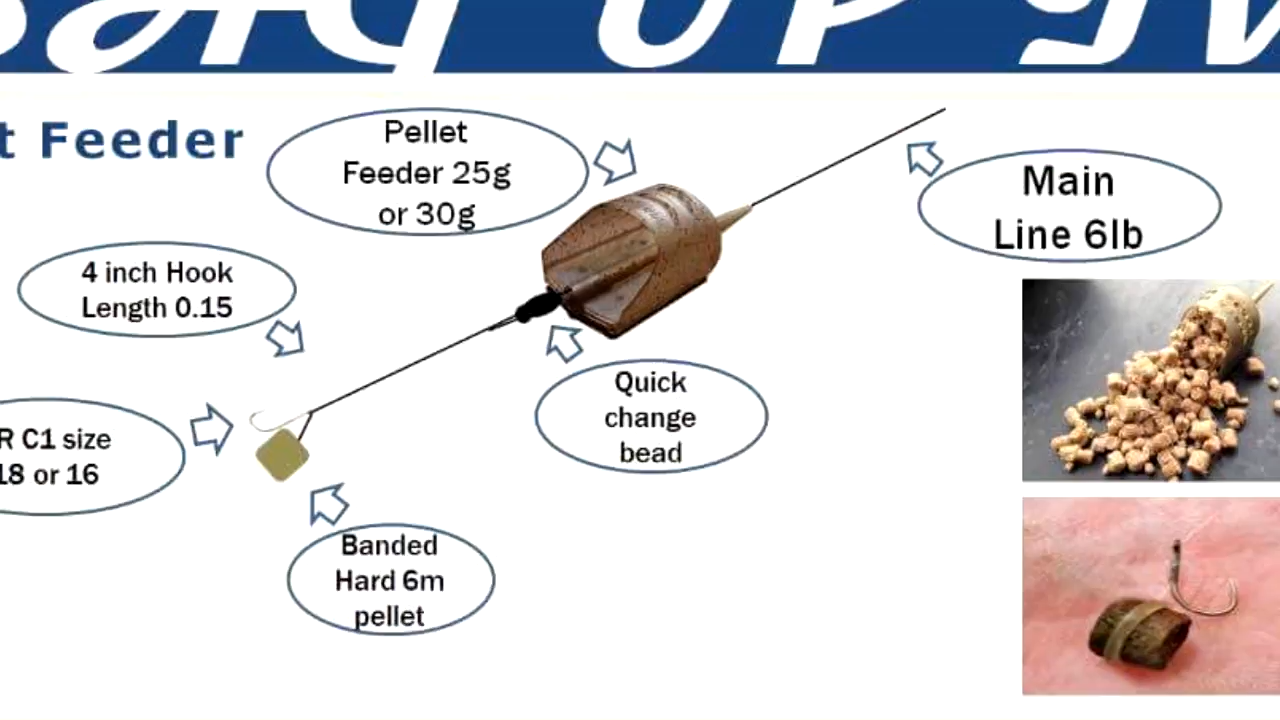 t Feeder
Pellet
Feeder 25g
or 30g
Main
Line 6lb
4 inch Hook
Length 0.15
Quick
change
bead
R C1 size
18 or 16
Banded
Hard 6m
pellet